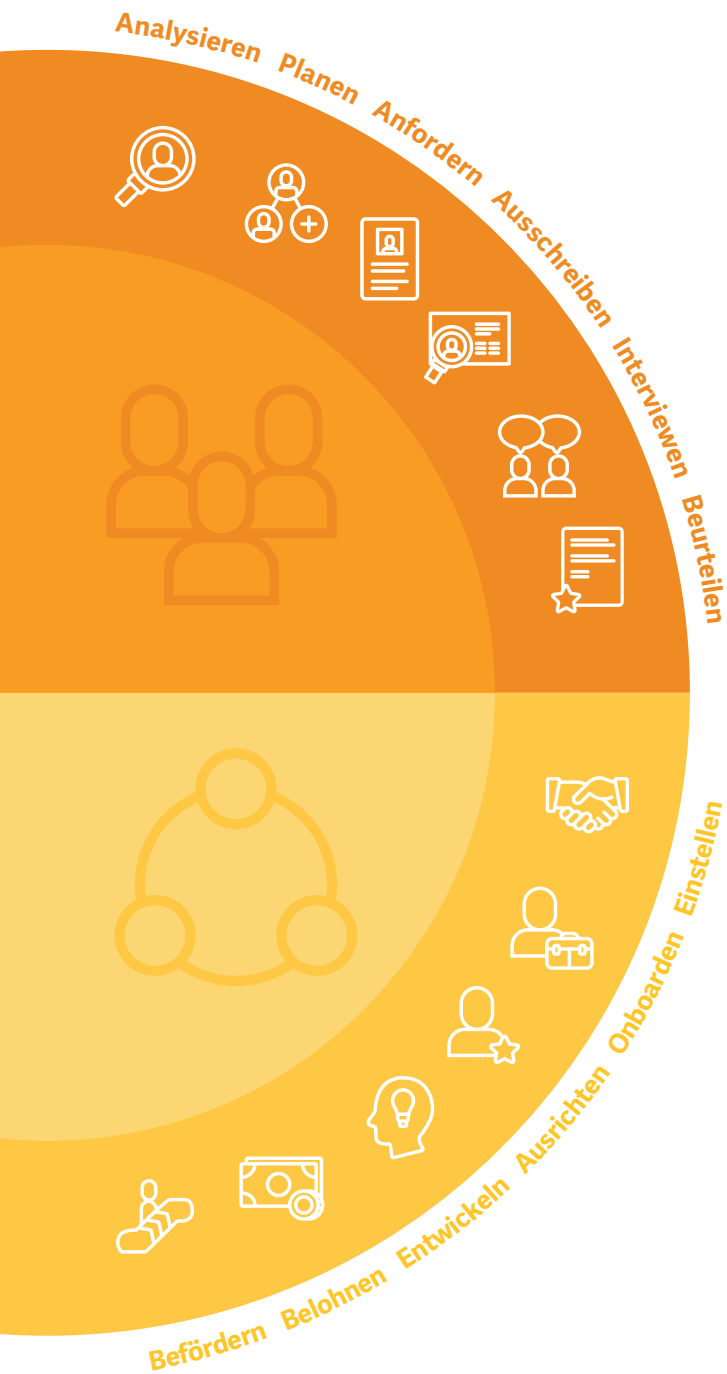 Analysieren
Planen
Anfordern
Ausschreiben
Interviewen
Beurteilen
Einstellen
Onboarden
Ausrichten
Entwickeln
Belohnen
Befördern